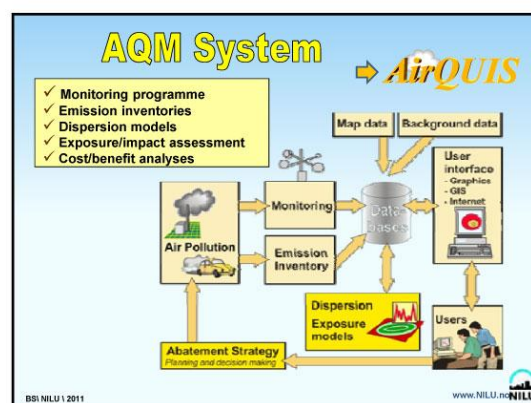 AQM System
AirQUIS
✓ Monitoring programme
✓ Emission inventories
✓ Dispersion models
✓ Exposure/impact assessment
✓ Cost/benefit analyses
Map data
Background data
User
interface
- Graphics
- GIS
- Internet
Monitoring
Data
bases
Air Pollution
Emission
Inventory
Dispersion
Exposure
models
Users
Abatement Strategy
Planning and decision making
BS\ NILU \ 2011
www.NILU.no
NILU